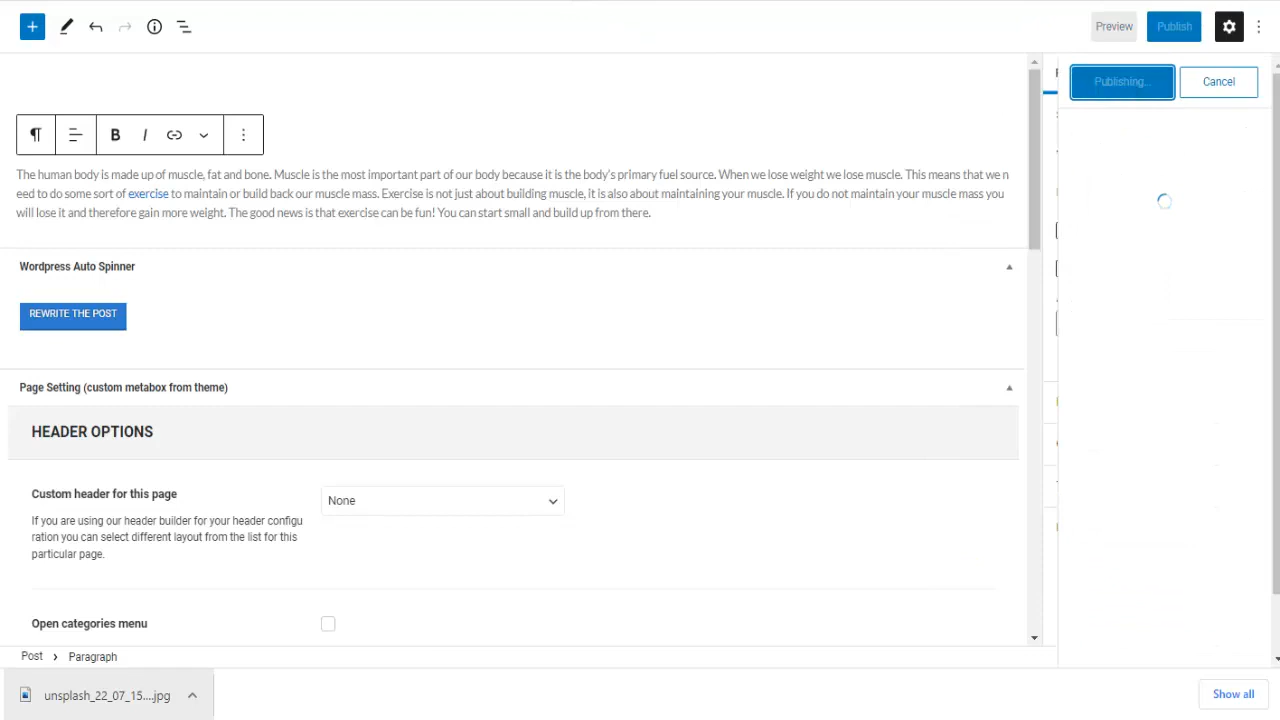 Preview
Publish
Publishing...
Cancel
B I
The human body is made up of muscle, fat and bone. Muscle is the most important part of our body because it is the body's primary fuel source. When we lose weight we lose muscle. This means that we n
eed to do some sort of exercise to maintain or build back our muscle mass. Exercise is not just about building muscle, it is also about maintaining your muscle. If you do not maintain your muscle mass you
will lose it and therefore gain more weight. The good news is that exercise can be fun! You can start small and build up from there.
Wordpress Auto Spinner
REWRITE THE POST
Page Setting (custom metabox from theme)
HEADER OPTIONS
Custom header for this page
None
If you are using our header builder for your header configu
ration you can select different layout from the list for this
particular page.
Open categories menu
Post
Paragraph
unsplash_22_07_15....jpg
Show all